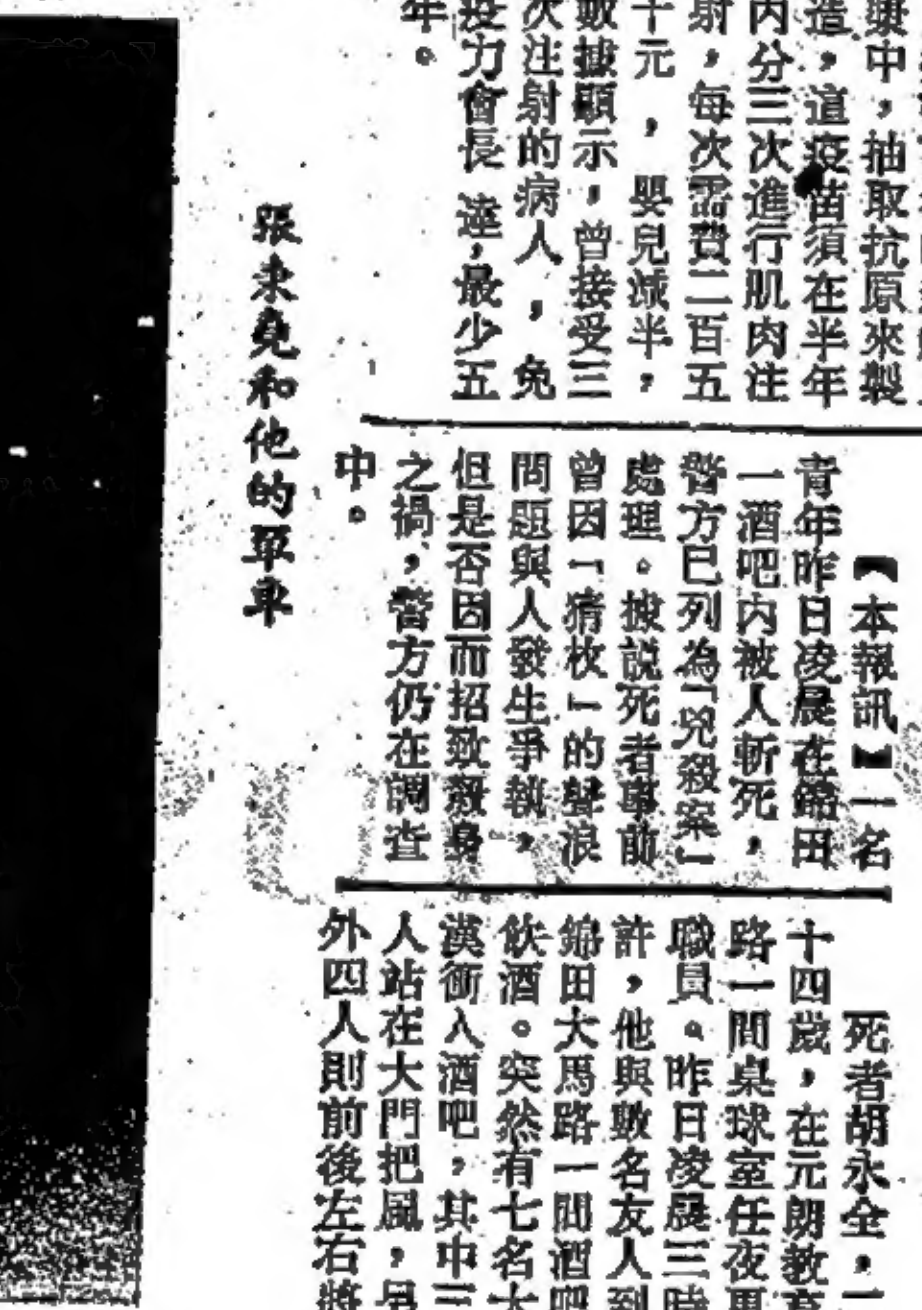 漿中，抽取抗原來製
造，道疫苗須在半年
內分三次進行肌肉注
射，每次需費二百五
十元，嬰兒減半，
取據顯示，曾接受三
次注射的病人，免
疫力會長達，最少五
年。
【本報訊】一名
青年昨日凌晨在錦田
一酒吧內被人斬死，
警方已列為「兇殺案」
處理。據說死者事前
曾因「猜枚」的聲浪
問題與人發生爭執，
但是否因而招致殺身
之禍，警方仍在調查
中。
死者胡永全，
十四歲，在元朗教育
路一間桌球室任夜更
職員。昨日凌晨三時
許，他與數名友人到
錦田大馬路一間酒吧
飲酒。突然有七名大
漢衝入酒吧，其中三
人站在大門把風，另
外四人則前後左右將
張秉堯和他的單車